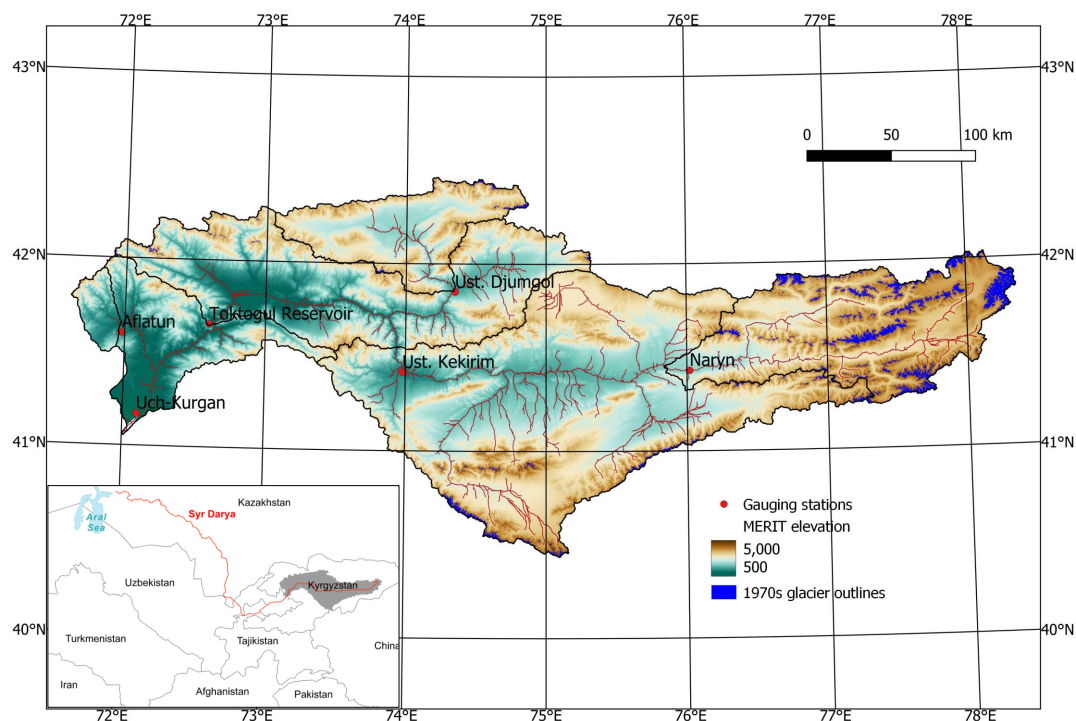 72°E 73°E 74°E 75°E 76°E 77°E 78°E
43°N 43°N
0 50 100 km
42°N 42°N
Ust. Djumgol
Toktogul Reservoir
Aflatun
Ust. Kekirim
Naryn
Uch-Kurgan
41°N 41°N
Gauging stations
MERIT elevation
5,000
500
1970s glacier outlines
Kazakhstan
Syr Darya
Aral
Sea
Uzbekistan
Kyrgyzstan
Turkmenistan
Tajikistan
China
Iran
Afghanistan
Pakistan
40°N 40°N
72°E 73°E 74°E 75°E 76°E 77°E 78°E